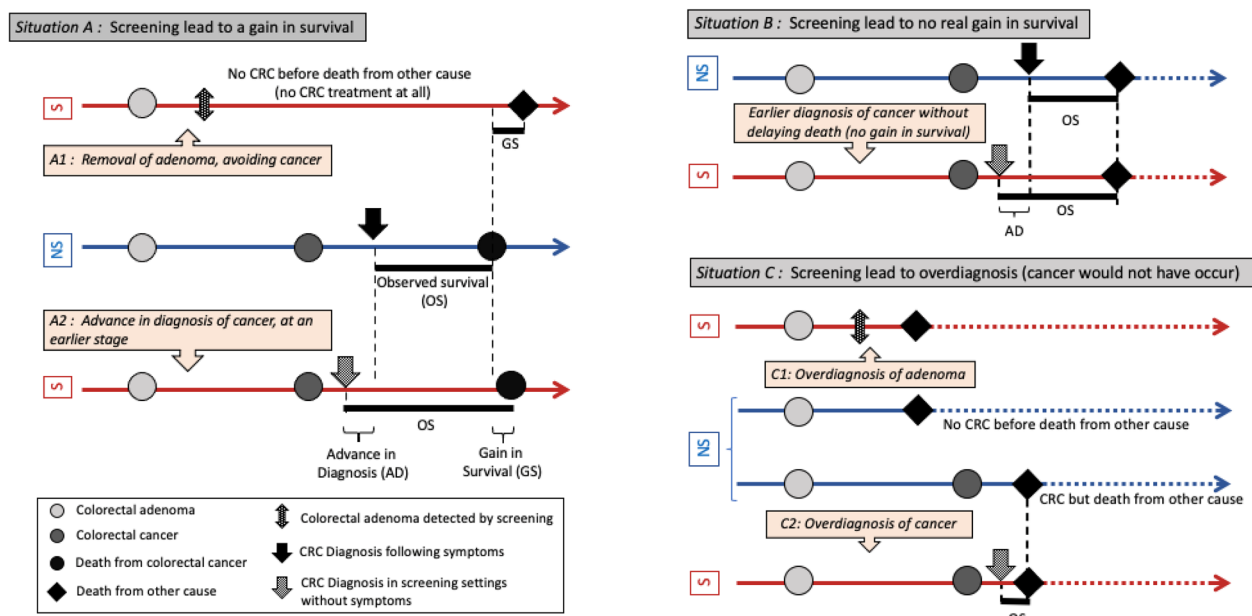 Situation A : Screening lead to a gain in survival
No CRC before death from other cause
(no CRC treatment at all)
S
GS
A1 : Removal of adenoma, avoiding cancer
NS
Observed survival
(OS)
A2 : Advance in diagnosis of cancer, at an
earlier stage
S
OS
Advance in
Diagnosis (AD)
Gain in
Survival (GS)
Colorectal adenoma
Colorectal cancer
Death from colorectal cancer
Death from other cause
Colorectal adenoma detected by screening
CRC Diagnosis following symptoms
CRC Diagnosis in screening settings
without symptoms
Situation B : Screening lead to no real gain in survival
NS
OS
Earlier diagnosis of cancer without
delaying death (no gain in survival)
S
OS
AD
Situation C : Screening lead to overdiagnosis (cancer would not have occur)
S
C1: Overdiagnosis of adenoma
No CRC before death from other cause
NS
CRC but death from other cause
C2: Overdiagnosis of cancer
S
OS